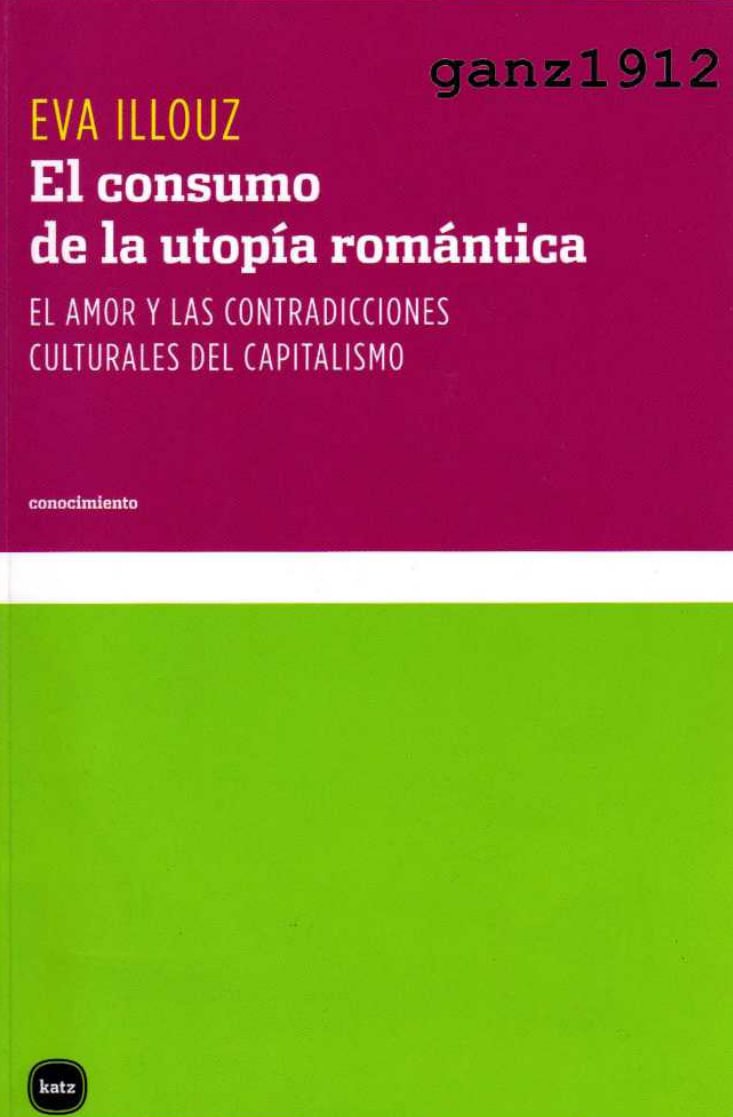 ganz1912
EVA ILLOUZ
El consumo
de la utopía romántica
EL AMOR Y LAS CONTRADICCIONES
CULTURALES DEL CAPITALISMO
conocimiento
katz